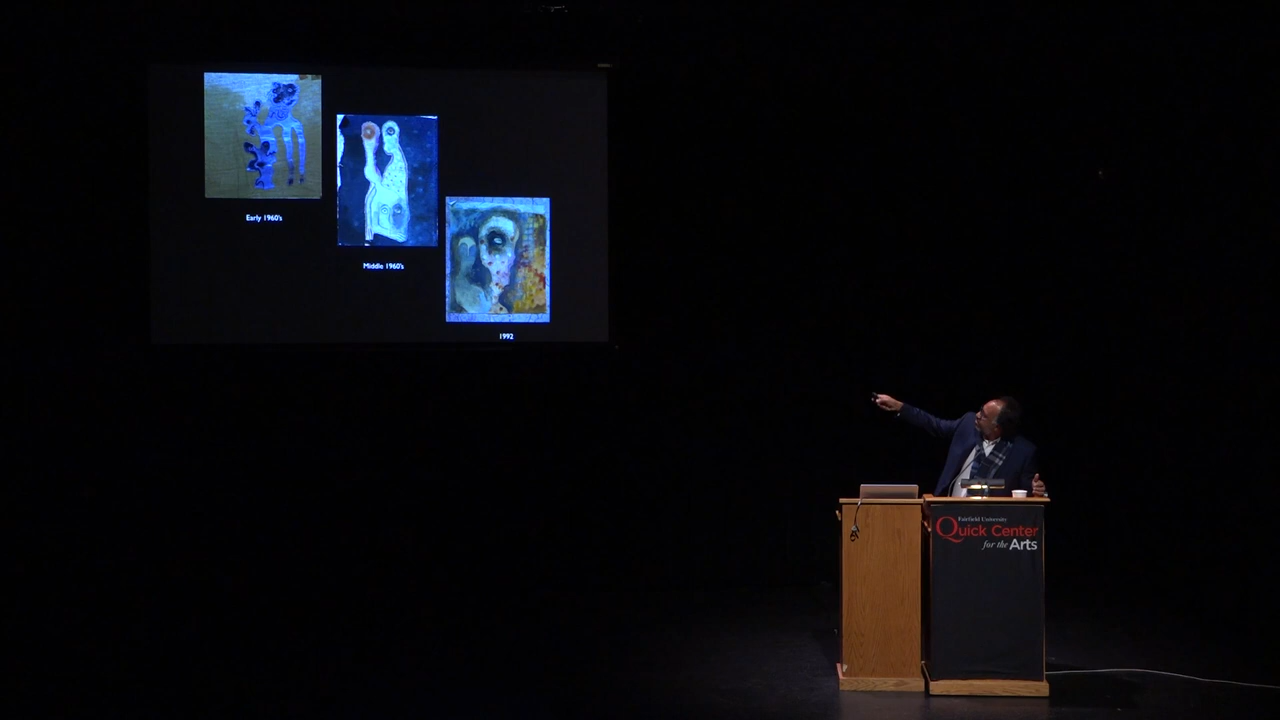 Early 1960's
Middle 1960's
1992
Fairfield University
Quick Center
for the Arts